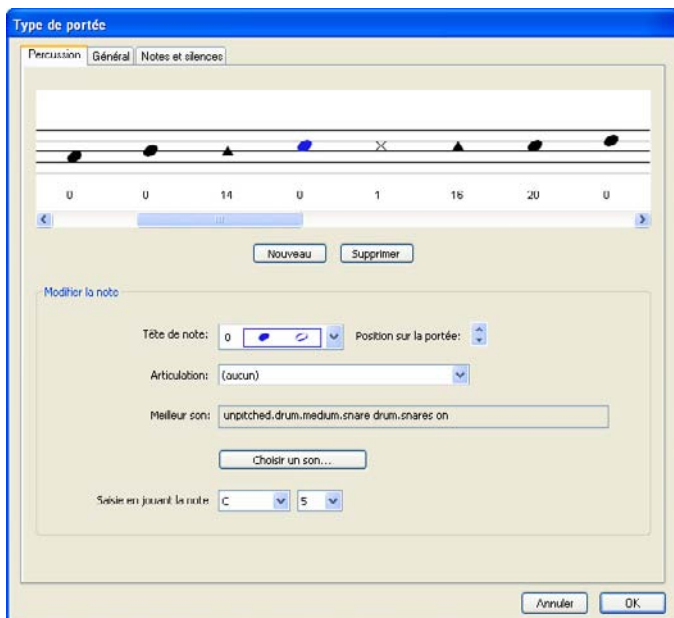 Type de portée
Percussion Général Notes et silences
0 0 14 0 1 16 20 0
Nouveau Supprimer
Modifier la note
Tête de note: 0 Position sur la portée:
Articulation: (aucun)
Meilleur son: unpitched.drum.medium.snare drum.snares on
Choisir un son...
Saisie en jouant la note C 5
Annuler OK